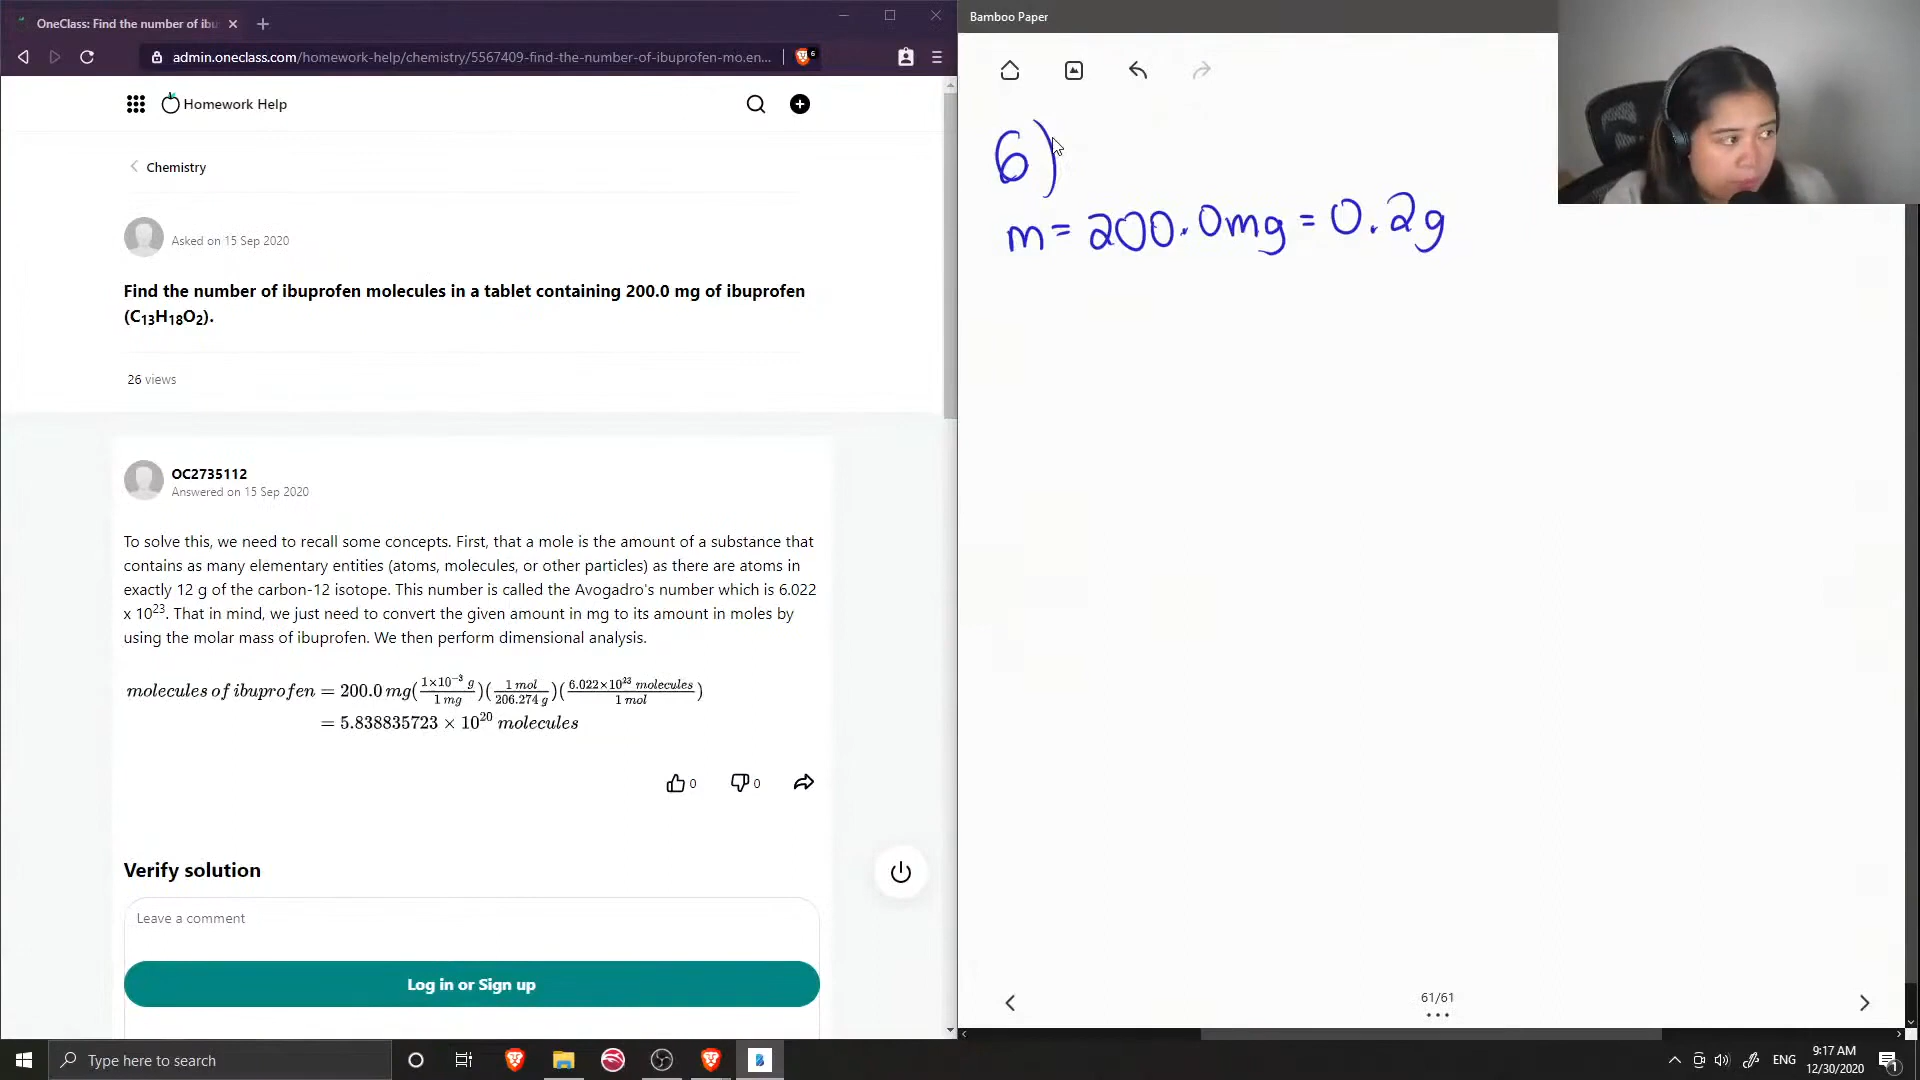 OneClass: Find the number of ibu
admin.oneclass.com/homework-help/chemistry/5567409-find-the-number-of-ibuprofen-mo.en...
6
Homework Help
Chemistry
Asked on 15 Sep 2020
Find the number of ibuprofen molecules in a tablet containing 200.0 mg of ibuprofen
(C₁₃H₁₈O₂).
26 views
OC2735112
Answered on 15 Sep 2020
To solve this, we need to recall some concepts. First, that a mole is the amount of a substance that
contains as many elementary entities (atoms, molecules, or other particles) as there are atoms in
exactly 12 g of the carbon-12 isotope. This number is called the Avogadro's number which is 6.022
x 10²³. That in mind, we just need to convert the given amount in mg to its amount in moles by
using the molar mass of ibuprofen. We then perform dimensional analysis.
molecules of ibuprofen = 200.0 mg(1×10⁻³ g / 1 mg)(1 mol / 206.274 g)(6.022×10²³ molecules / 1 mol)
= 5.838835723 × 10²⁰ molecules
0
0
Verify solution
Leave a comment
Log in or Sign up
Bamboo Paper
6)
m = 200.0mg = 0.2g
61/61
Type here to search
ENG
9:17 AM
12/30/2020
1